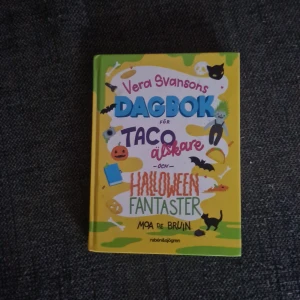 Vera Svansons
DAGBOK
FÖR
TACO
älskare
OCH
HALLOWEEN
FANTASTER
MOA DE BRUIN
rabén&sjögren